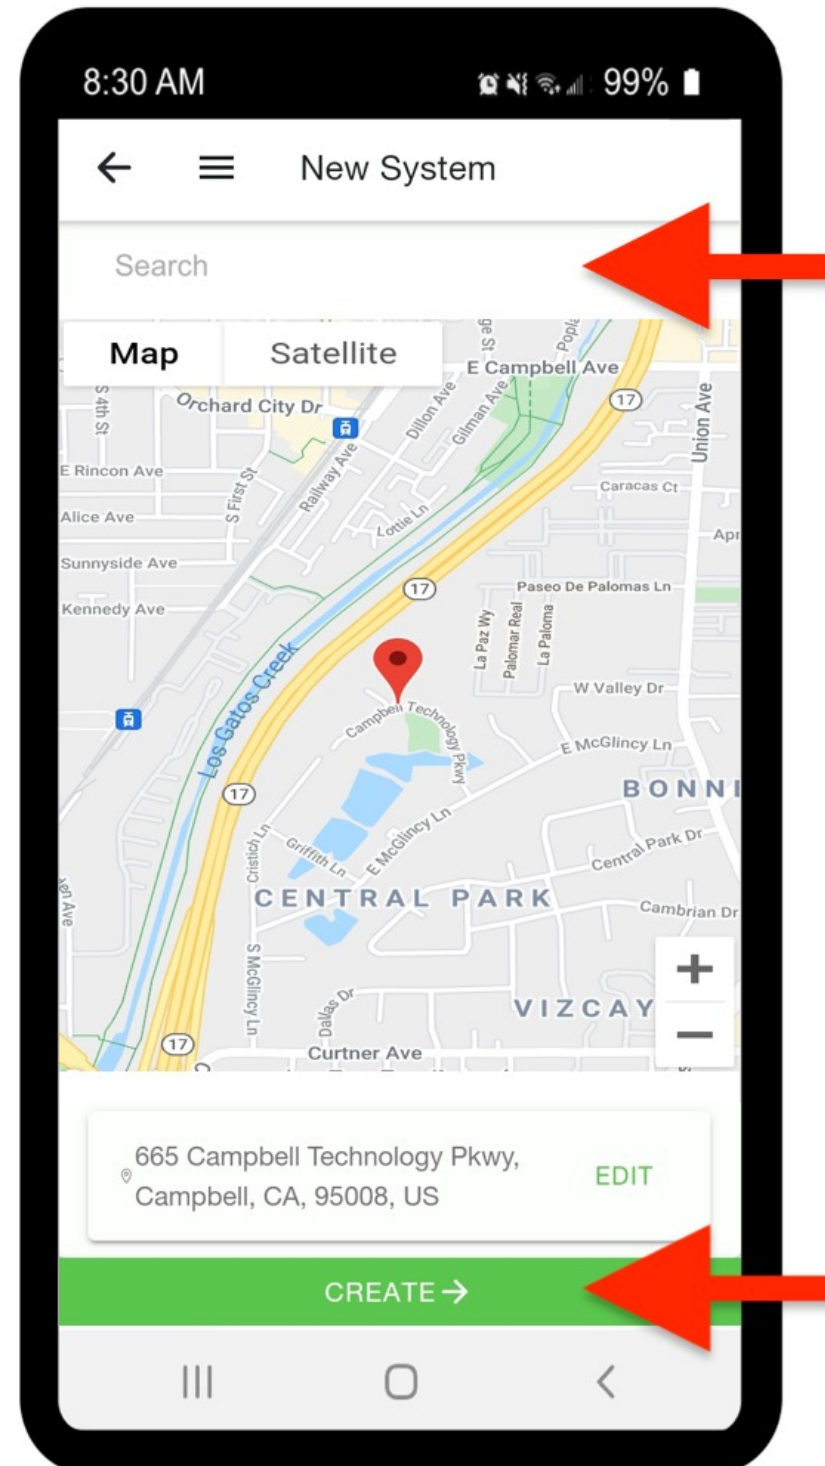 8:30 AM 99%
New System
Search
Map Satellite
E Campbell Ave
Orchard City Dr
17
Union Ave
S 4th St
Dillon Ave
Gilman Ave
E Rincon Ave
S First St
Railway Ave
Caracas Ct
Alice Ave
Lottie Ln
Sunnyside Ave
17
Paseo De Palomas Ln
Kennedy Ave
La Paz Wy
Palomar Real
La Paloma
Los Gatos Creek
W Valley Dr
Campbell Technology Pkwy
E McGlincy Ln
17
BONNI
Cristich Ln
Griffith Ln
E McGlincy Ln
Central Park Dr
CENTRAL PARK
Cambrian Dr
S McGlincy Ln
Dallas Dr
VIZCAY
17
Curtner Ave
665 Campbell Technology Pkwy,
Campbell, CA, 95008, US
EDIT
CREATE